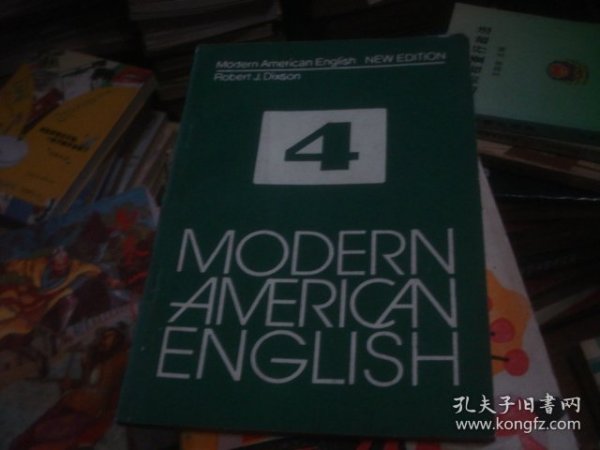 Modern American English NEW EDITION
Robert J. Dixson
4
MODERN
AMERICAN
ENGLISH
孔夫子旧书网
www.kongfz.com